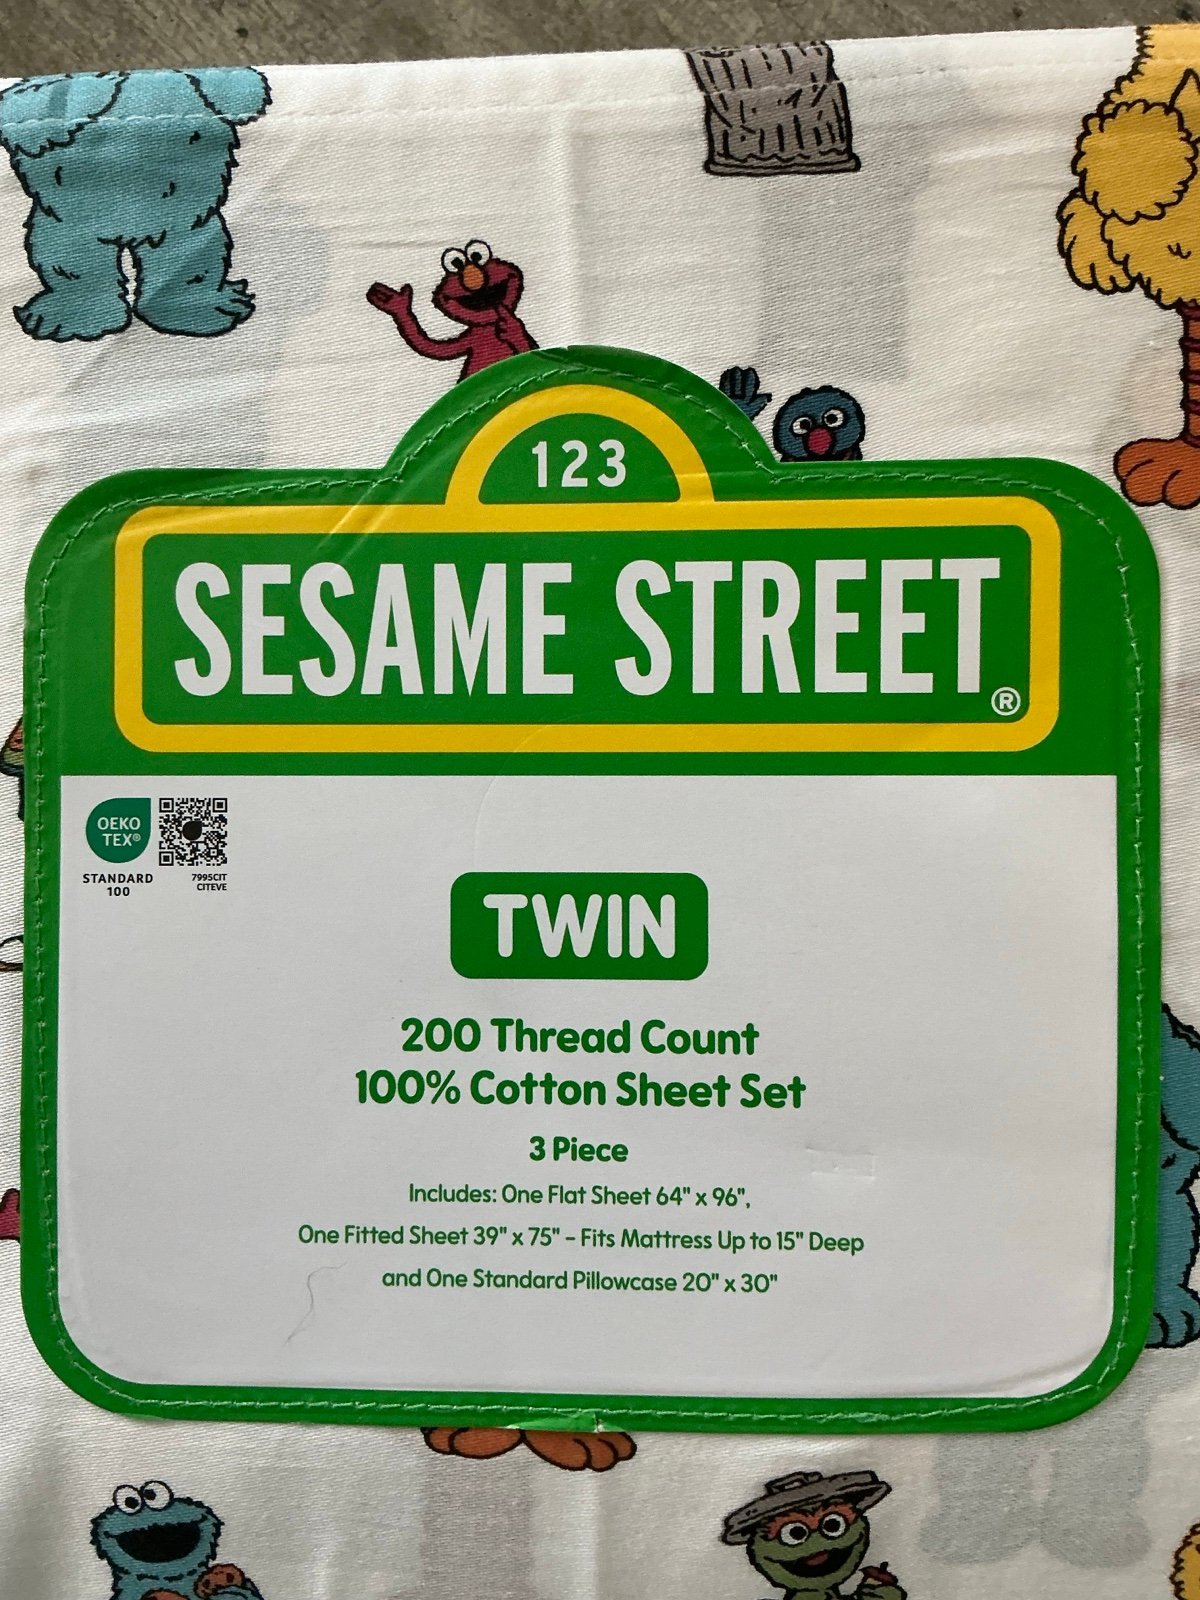 123
SESAME STREET®
OEKO
TEX®
STANDARD
100
7995CIT
CITEVE
TWIN
200 Thread Count
100% Cotton Sheet Set
3 Piece
Includes: One Flat Sheet 64" x 96",
One Fitted Sheet 39" x 75" – Fits Mattress Up to 15" Deep
and One Standard Pillowcase 20" x 30"